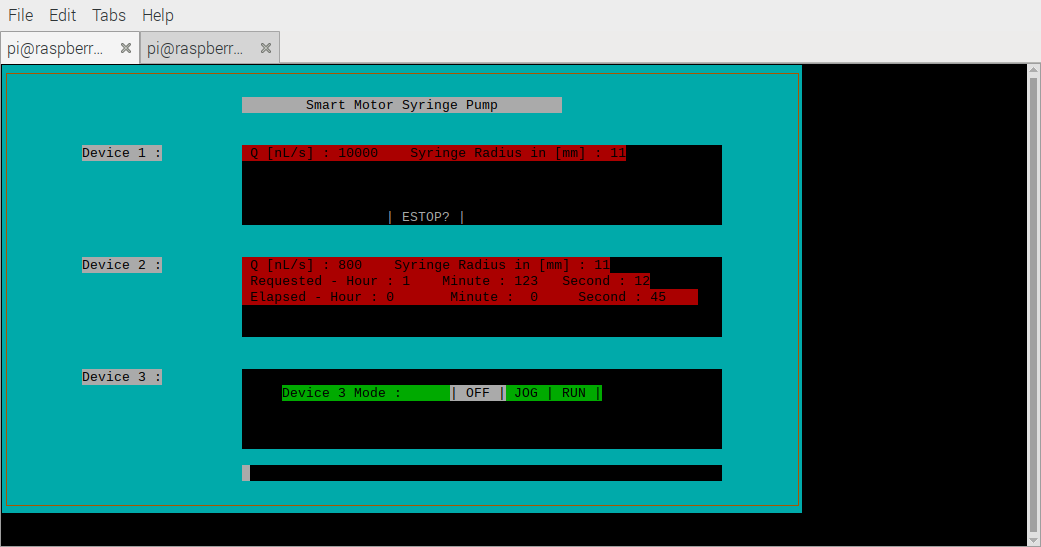 File Edit Tabs Help
pi@raspberr... pi@raspberr...
Smart Motor Syringe Pump
Device 1 : Q [nL/s] : 10000 Syringe Radius in [mm] : 11
| ESTOP? |
Device 2 : Q [nL/s] : 800 Syringe Radius in [mm] : 11
Requested - Hour : 1 Minute : 123 Second : 12
Elapsed - Hour : 0 Minute : 0 Second : 45
Device 3 :
Device 3 Mode : | OFF | JOG | RUN |